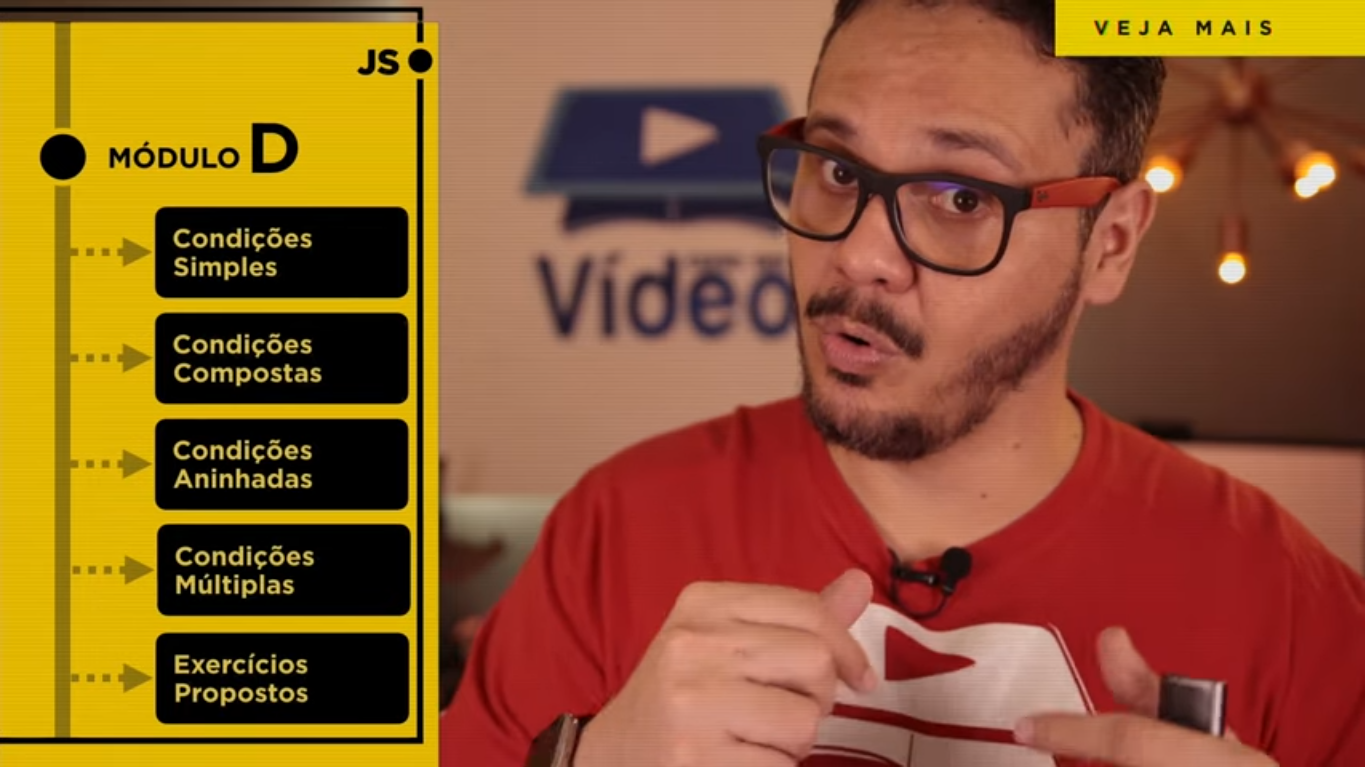 JS
MÓDULO D
Condições
Simples
Condições
Compostas
Condições
Aninhadas
Condições
Múltiplas
Exercícios
Propostos
VEJA MAIS
Vídeo